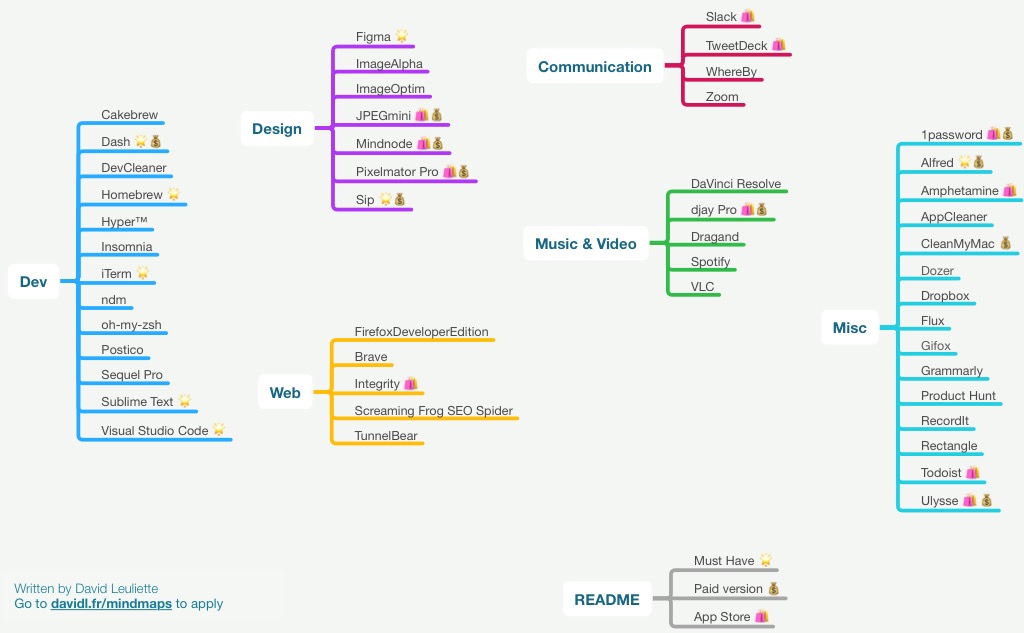 Dev
Cakebrew
Dash 🌟💰
DevCleaner
Homebrew 🌟
Hyper™
Insomnia
iTerm 🌟
ndm
oh-my-zsh
Postico
Sequel Pro
Sublime Text 🌟
Visual Studio Code 🌟
Design
Figma 🌟
ImageAlpha
ImageOptim
JPEGmini 🛍💰
Mindnode 🛍💰
Pixelmator Pro 🛍💰
Sip 🌟💰
Web
FirefoxDeveloperEdition
Brave
Integrity 🛍
Screaming Frog SEO Spider
TunnelBear
Communication
Slack 🛍
TweetDeck 🛍
WhereBy
Zoom
Music & Video
DaVinci Resolve
djay Pro 🛍💰
Dragand
Spotify
VLC
Misc
1password 🛍💰
Alfred 🌟💰
Amphetamine 🛍
AppCleaner
CleanMyMac 💰
Dozer
Dropbox
Flux
Gifox
Grammarly
Product Hunt
RecordIt
Rectangle
Todoist 🛍
Ulysse 🛍 💰
README
Must Have 🌟
Paid version 💰
App Store 🛍
Written by David Leuliette
Go to davidl.fr/mindmaps to apply